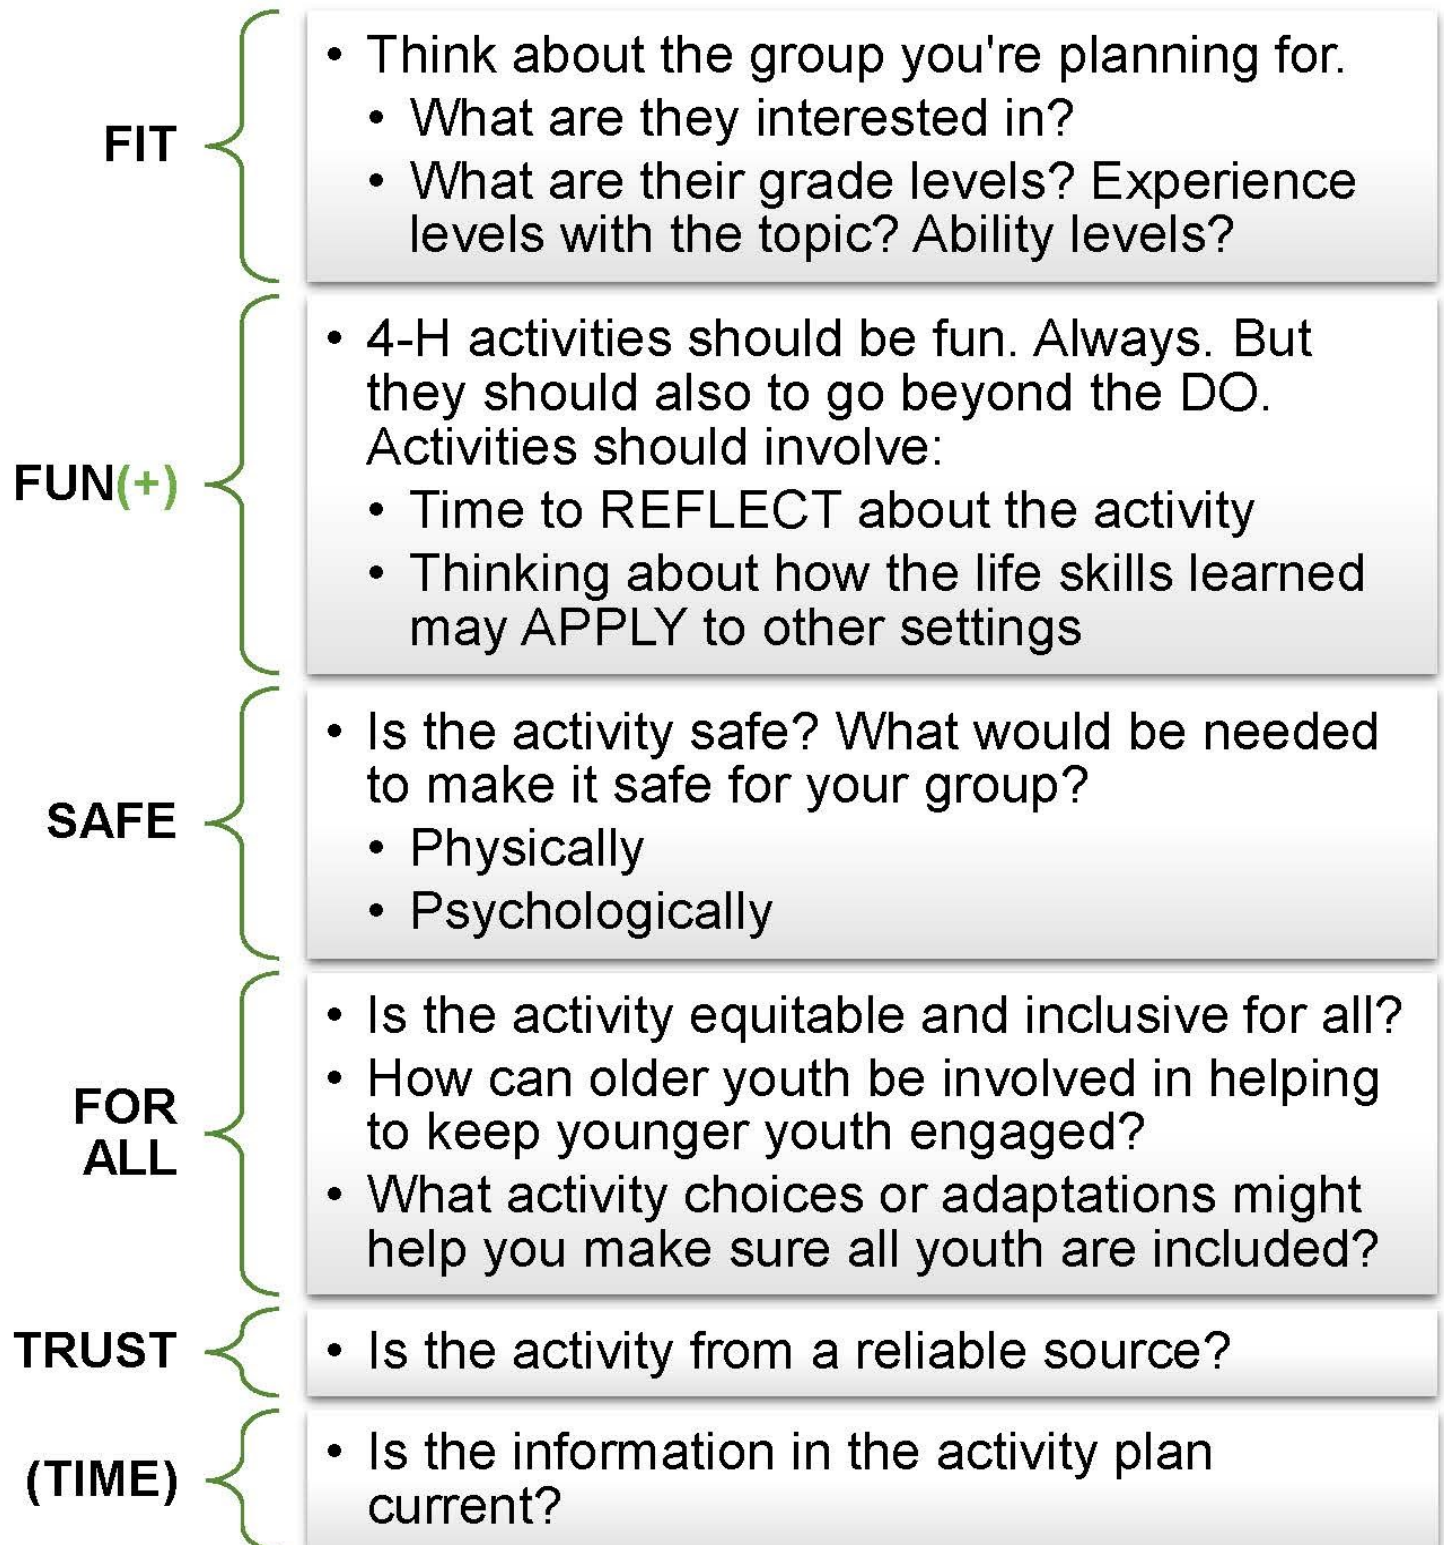 FIT
• Think about the group you're planning for.
• What are they interested in?
• What are their grade levels? Experience
levels with the topic? Ability levels?
FUN(+)
• 4-H activities should be fun. Always. But
they should also to go beyond the DO.
Activities should involve:
• Time to REFLECT about the activity
• Thinking about how the life skills learned
may APPLY to other settings
SAFE
• Is the activity safe? What would be needed
to make it safe for your group?
• Physically
• Psychologically
FOR
ALL
• Is the activity equitable and inclusive for all?
• How can older youth be involved in helping
to keep younger youth engaged?
• What activity choices or adaptations might
help you make sure all youth are included?
TRUST
• Is the activity from a reliable source?
(TIME)
• Is the information in the activity plan
current?